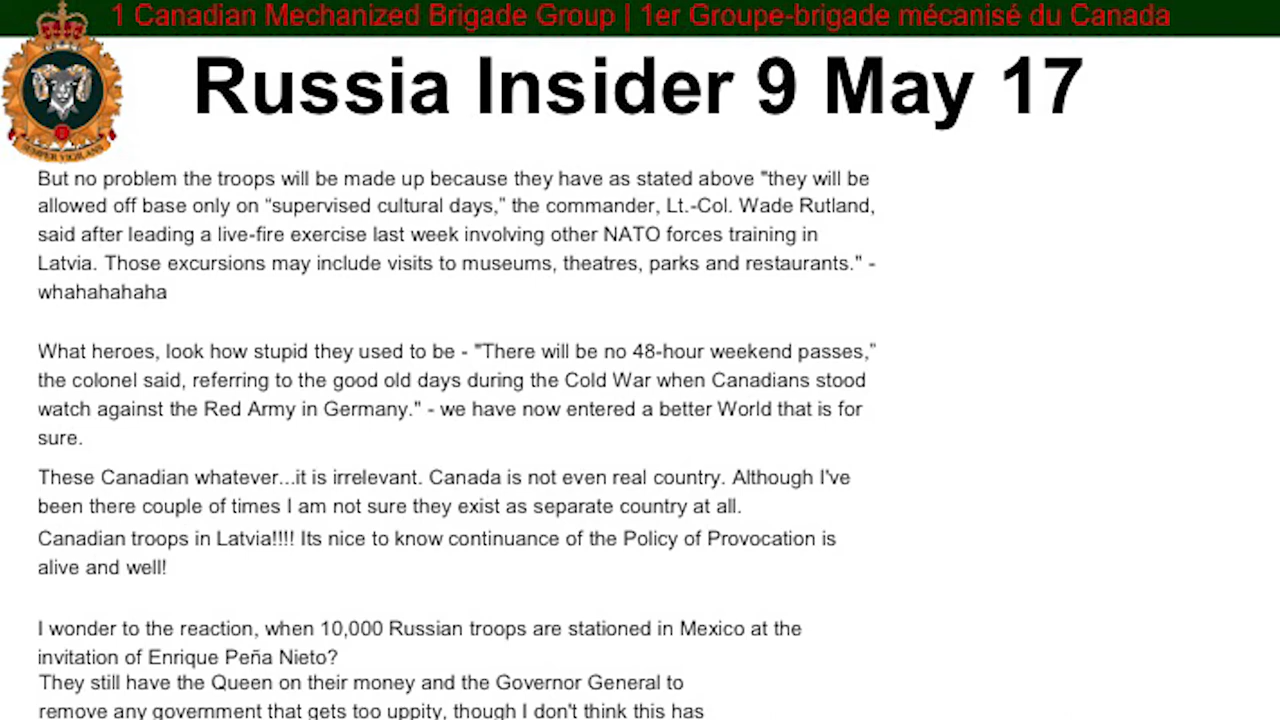 1 Canadian Mechanized Brigade Group | 1er Groupe-brigade mécanisé du Canada
Russia Insider 9 May 17
SEMPER VIGILANS
But no problem the troops will be made up because they have as stated above "they will be
allowed off base only on “supervised cultural days,” the commander, Lt.-Col. Wade Rutland,
said after leading a live-fire exercise last week involving other NATO forces training in
Latvia. Those excursions may include visits to museums, theatres, parks and restaurants." -
whahahahaha
What heroes, look how stupid they used to be - "There will be no 48-hour weekend passes,”
the colonel said, referring to the good old days during the Cold War when Canadians stood
watch against the Red Army in Germany." - we have now entered a better World that is for
sure.
These Canadian whatever...it is irrelevant. Canada is not even real country. Although I've
been there couple of times I am not sure they exist as separate country at all.
Canadian troops in Latvia!!!! Its nice to know continuance of the Policy of Provocation is
alive and well!
I wonder to the reaction, when 10,000 Russian troops are stationed in Mexico at the
invitation of Enrique Peña Nieto?
They still have the Queen on their money and the Governor General to
remove any government that gets too uppity, though I don't think this has